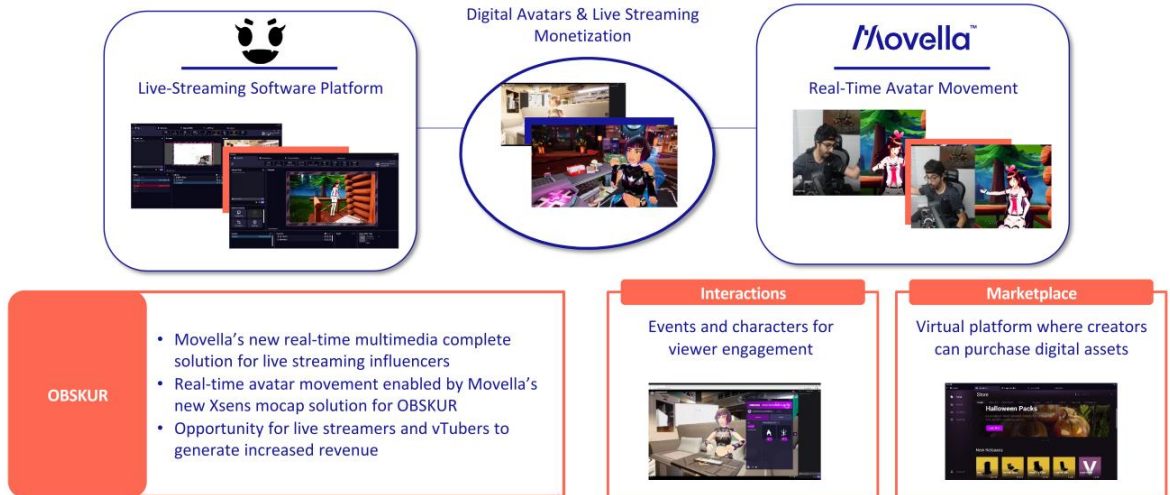 Digital Avatars & Live Streaming
Monetization
Live-Streaming Software Platform
Movella™
Real-Time Avatar Movement
OBSKUR
• Movella's new real-time multimedia complete
solution for live streaming influencers
• Real-time avatar movement enabled by Movella's
new Xsens mocap solution for OBSKUR
• Opportunity for live streamers and vTubers to
generate increased revenue
Interactions
Events and characters for
viewer engagement
Marketplace
Virtual platform where creators
can purchase digital assets
Store
Halloween Packs